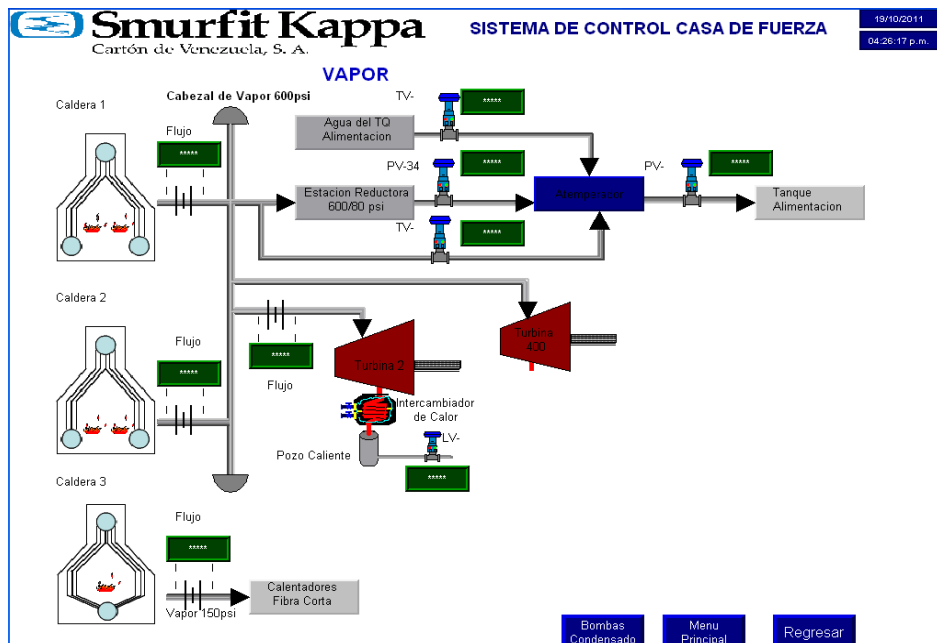 Smurfit Kappa
Cartón de Venezuela, S. A.
SISTEMA DE CONTROL CASA DE FUERZA
19/10/2011
04:26:17 p.m.
VAPOR
Cabezal de Vapor 600psi
Caldera 1
Flujo
*****
TV-
*****
Agua del TQ
Alimentacion
PV-34
*****
Estacion Reductora
600/80 psi
TV-
*****
Atemperador
PV-
*****
Tanque
Alimentacion
Caldera 2
Flujo
*****
*****
Flujo
Turbina 2
Turbina
400
Intercambiador
de Calor
Pozo Caliente
LV-
*****
Caldera 3
Flujo
*****
Vapor 150psi
Calentadores
Fibra Corta
Bombas
Condensado
Menu
Principal
Regresar